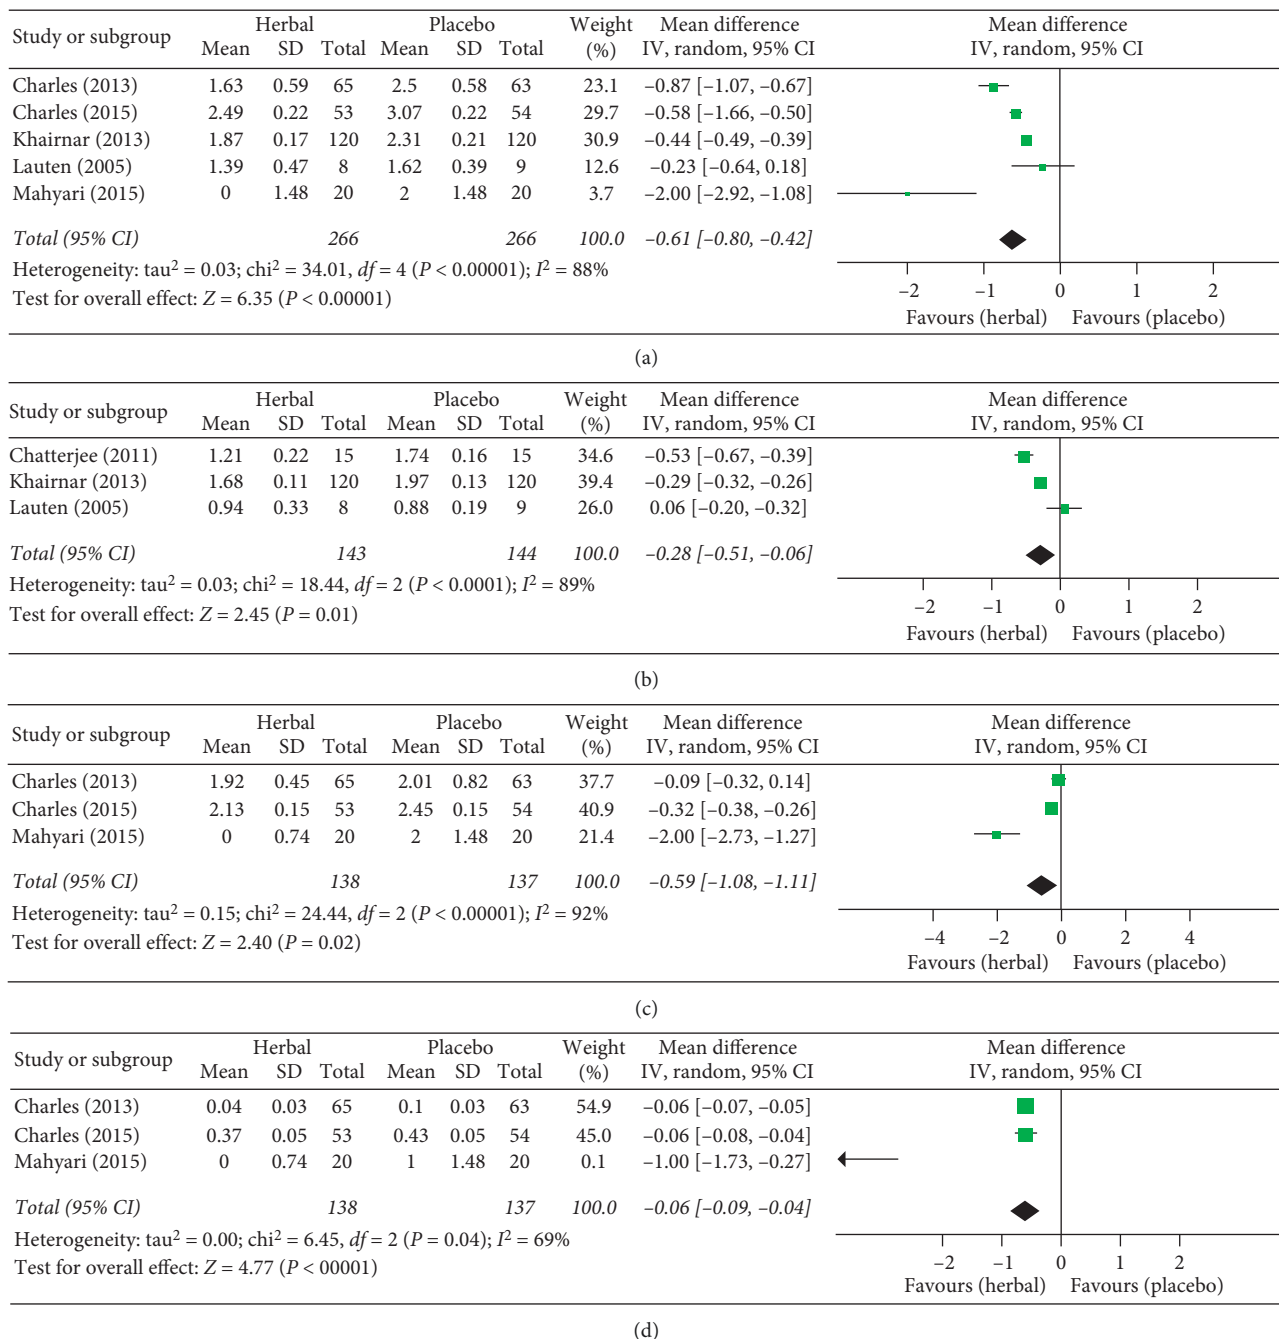 Study or subgroup Herbal Placebo Weight (%) Mean difference IV, random, 95% CI Mean difference IV, random, 95% CI
Mean SD Total Mean SD Total
Charles (2013) 1.63 0.59 65 2.5 0.58 63 23.1 –0.87 [–1.07, –0.67]
Charles (2015) 2.49 0.22 53 3.07 0.22 54 29.7 –0.58 [–1.66, –0.50]
Khairnar (2013) 1.87 0.17 120 2.31 0.21 120 30.9 –0.44 [–0.49, –0.39]
Lauten (2005) 1.39 0.47 8 1.62 0.39 9 12.6 –0.23 [–0.64, 0.18]
Mahyari (2015) 0 1.48 20 2 1.48 20 3.7 –2.00 [–2.92, –1.08]
Total (95% CI) 266 266 100.0 –0.61 [–0.80, –0.42]
Heterogeneity: tau² = 0.03; chi² = 34.01, df = 4 (P < 0.00001); I² = 88%
Test for overall effect: Z = 6.35 (P < 0.00001)
–2 –1 0 1 2
Favours (herbal) Favours (placebo)
(a)
Study or subgroup Herbal Placebo Weight (%) Mean difference IV, random, 95% CI Mean difference IV, random, 95% CI
Mean SD Total Mean SD Total
Chatterjee (2011) 1.21 0.22 15 1.74 0.16 15 34.6 –0.53 [–0.67, –0.39]
Khairnar (2013) 1.68 0.11 120 1.97 0.13 120 39.4 –0.29 [–0.32, –0.26]
Lauten (2005) 0.94 0.33 8 0.88 0.19 9 26.0 0.06 [–0.20, –0.32]
Total (95% CI) 143 144 100.0 –0.28 [–0.51, –0.06]
Heterogeneity: tau² = 0.03; chi² = 18.44, df = 2 (P < 0.0001); I² = 89%
Test for overall effect: Z = 2.45 (P = 0.01)
–2 –1 0 1 2
Favours (herbal) Favours (placebo)
(b)
Study or subgroup Herbal Placebo Weight (%) Mean difference IV, random, 95% CI Mean difference IV, random, 95% CI
Mean SD Total Mean SD Total
Charles (2013) 1.92 0.45 65 2.01 0.82 63 37.7 –0.09 [–0.32, 0.14]
Charles (2015) 2.13 0.15 53 2.45 0.15 54 40.9 –0.32 [–0.38, –0.26]
Mahyari (2015) 0 0.74 20 2 1.48 20 21.4 –2.00 [–2.73, –1.27]
Total (95% CI) 138 137 100.0 –0.59 [–1.08, –1.11]
Heterogeneity: tau² = 0.15; chi² = 24.44, df = 2 (P < 0.00001); I² = 92%
Test for overall effect: Z = 2.40 (P = 0.02)
–4 –2 0 2 4
Favours (herbal) Favours (placebo)
(c)
Study or subgroup Herbal Placebo Weight (%) Mean difference IV, random, 95% CI Mean difference IV, random, 95% CI
Mean SD Total Mean SD Total
Charles (2013) 0.04 0.03 65 0.1 0.03 63 54.9 –0.06 [–0.07, –0.05]
Charles (2015) 0.37 0.05 53 0.43 0.05 54 45.0 –0.06 [–0.08, –0.04]
Mahyari (2015) 0 0.74 20 1 1.48 20 0.1 –1.00 [–1.73, –0.27]
Total (95% CI) 138 137 100.0 –0.06 [–0.09, –0.04]
Heterogeneity: tau² = 0.00; chi² = 6.45, df = 2 (P = 0.04); I² = 69%
Test for overall effect: Z = 4.77 (P < 00001)
–2 –1 0 1 2
Favours (herbal) Favours (placebo)
(d)